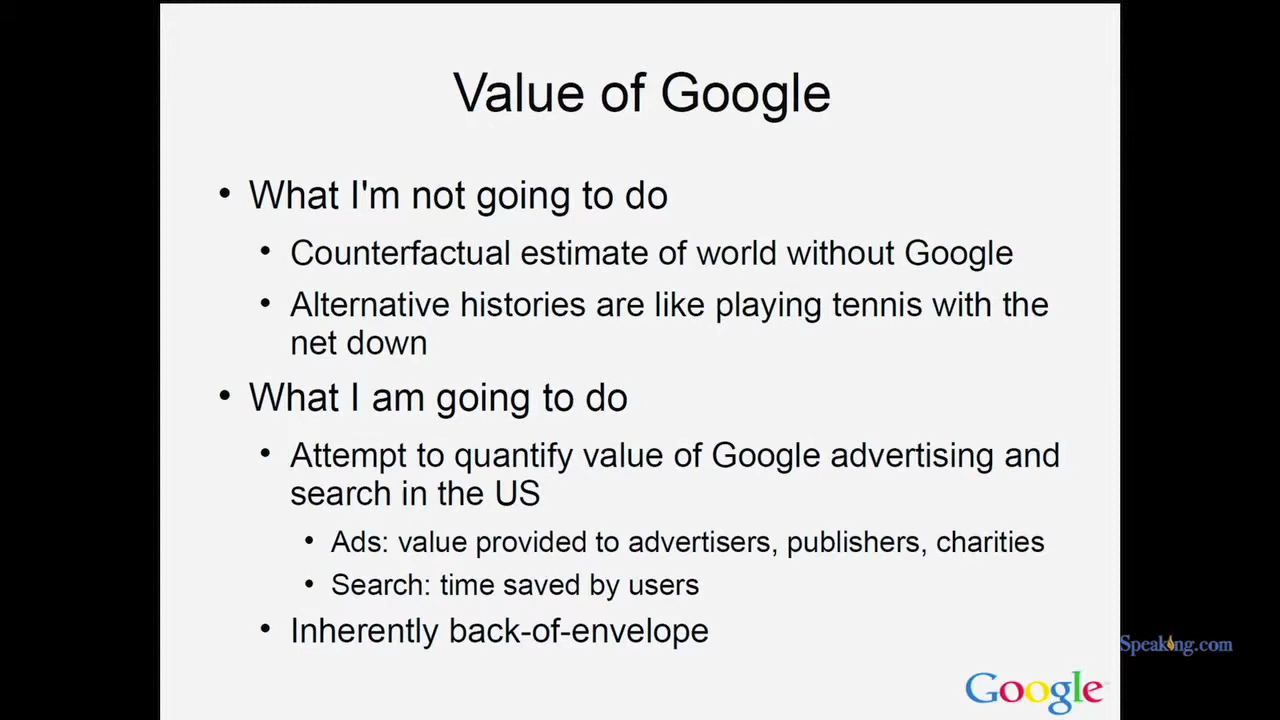 Value of Google
• What I'm not going to do
• Counterfactual estimate of world without Google
• Alternative histories are like playing tennis with the
net down
• What I am going to do
• Attempt to quantify value of Google advertising and
search in the US
• Ads: value provided to advertisers, publishers, charities
• Search: time saved by users
• Inherently back-of-envelope
Speaking.com
Google